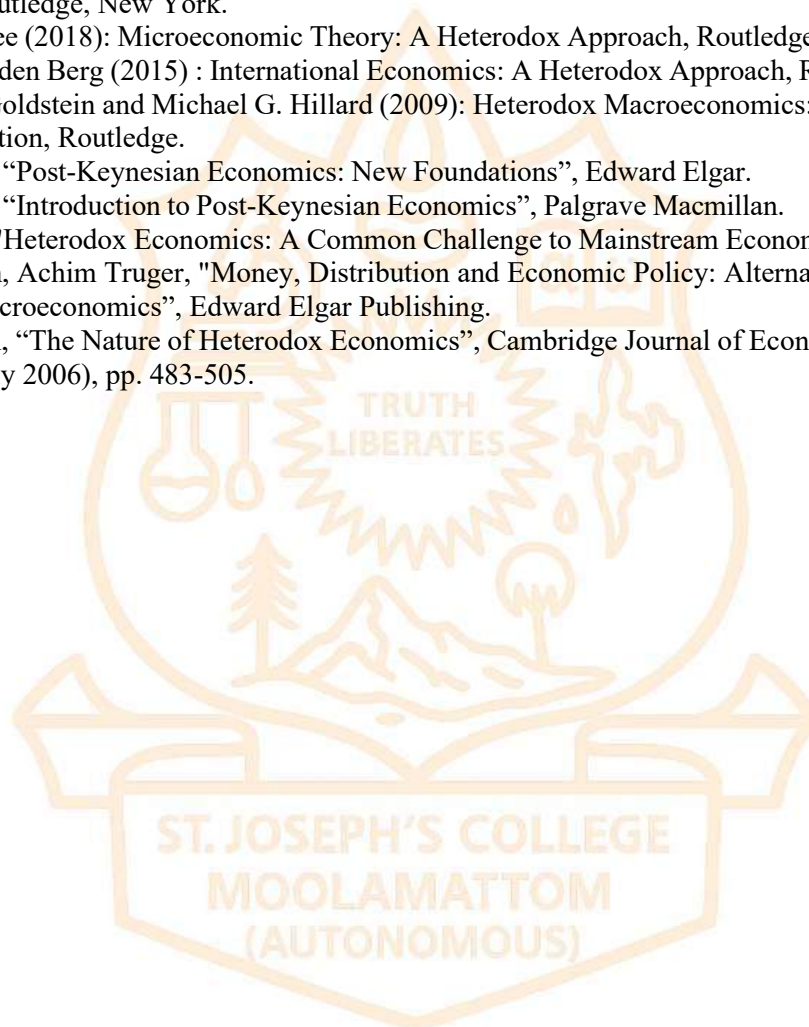 utledge, New York.
ee (2018): Microeconomic Theory: A Heterodox Approach, Routledge
den Berg (2015) : International Economics: A Heterodox Approach, R
Goldstein and Michael G. Hillard (2009): Heterodox Macroeconomics:
tion, Routledge.
“Post-Keynesian Economics: New Foundations”, Edward Elgar.
“Introduction to Post-Keynesian Economics”, Palgrave Macmillan.
"Heterodox Economics: A Common Challenge to Mainstream Econom
, Achim Truger, "Money, Distribution and Economic Policy: Alterna
croeconomics”, Edward Elgar Publishing.
, “The Nature of Heterodox Economics”, Cambridge Journal of Econ
y 2006), pp. 483-505.
TRUTH
LIBERATES
ST. JOSEPH'S COLLEGE
MOOLAMATTOM
(AUTONOMOUS)